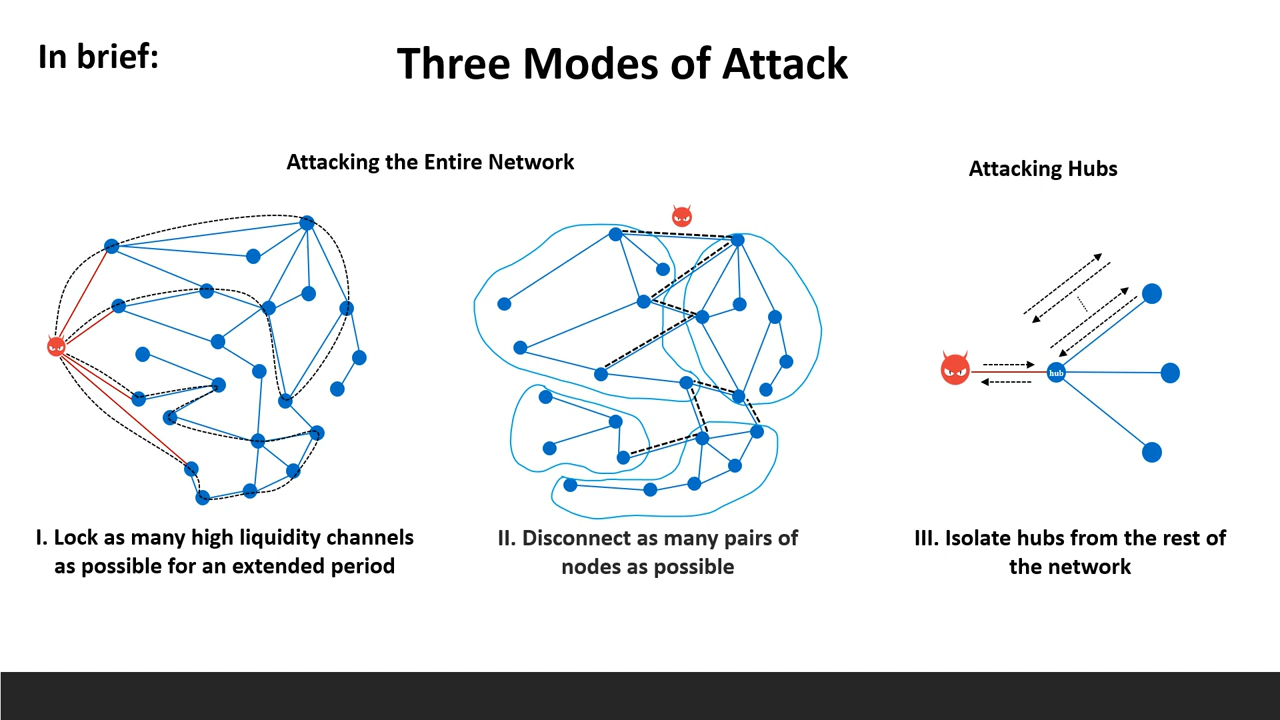 In brief:
Three Modes of Attack
Attacking the Entire Network
Attacking Hubs
hub
I. Lock as many high liquidity channels
as possible for an extended period
II. Disconnect as many pairs of
nodes as possible
III. Isolate hubs from the rest of
the network